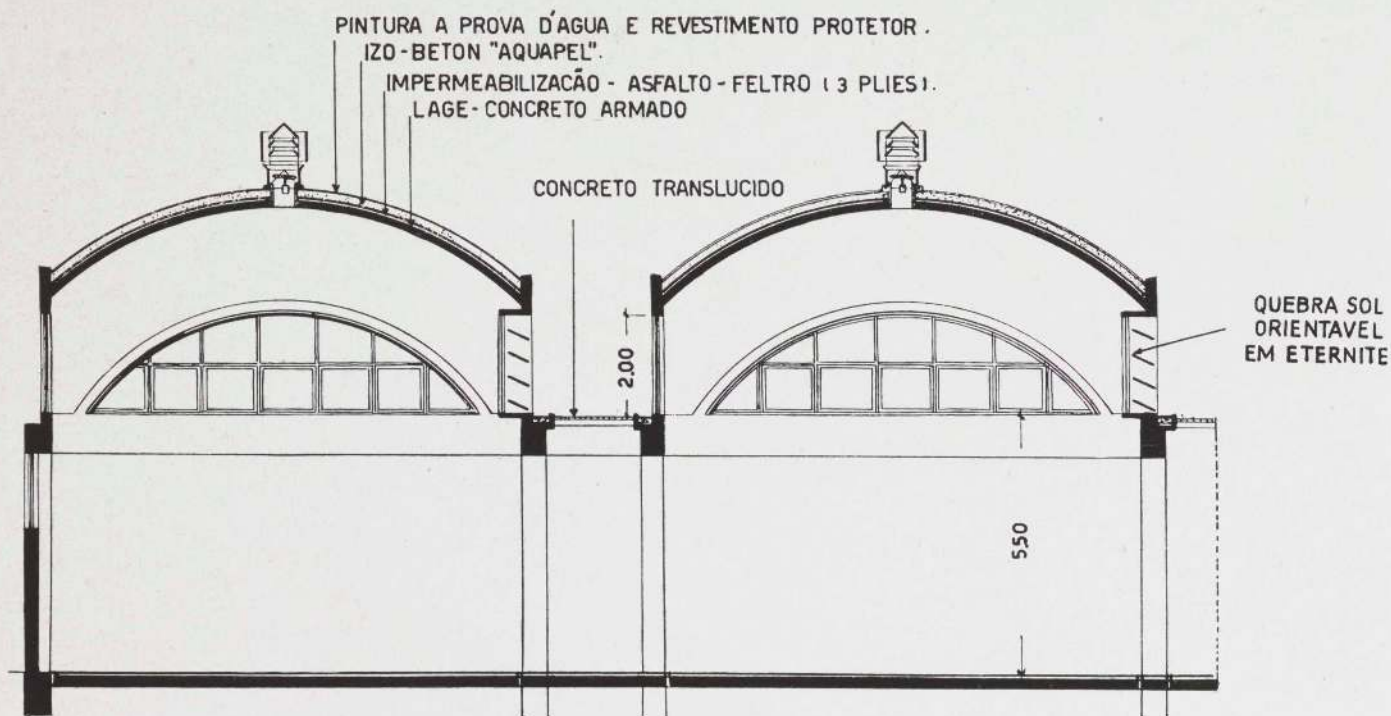 PINTURA A PROVA D'ÁGUA E REVESTIMENTO PROTETOR.
IZO-BETON "AQUAPEL".
IMPERMEABILIZACÃO - ASFALTO - FELTRO (3 PLIES).
LAGE-CONCRETO ARMADO
CONCRETO TRANSLUCIDO
QUEBRA SOL
ORIENTAVEL
EM ETERNITE
2,00
5,50